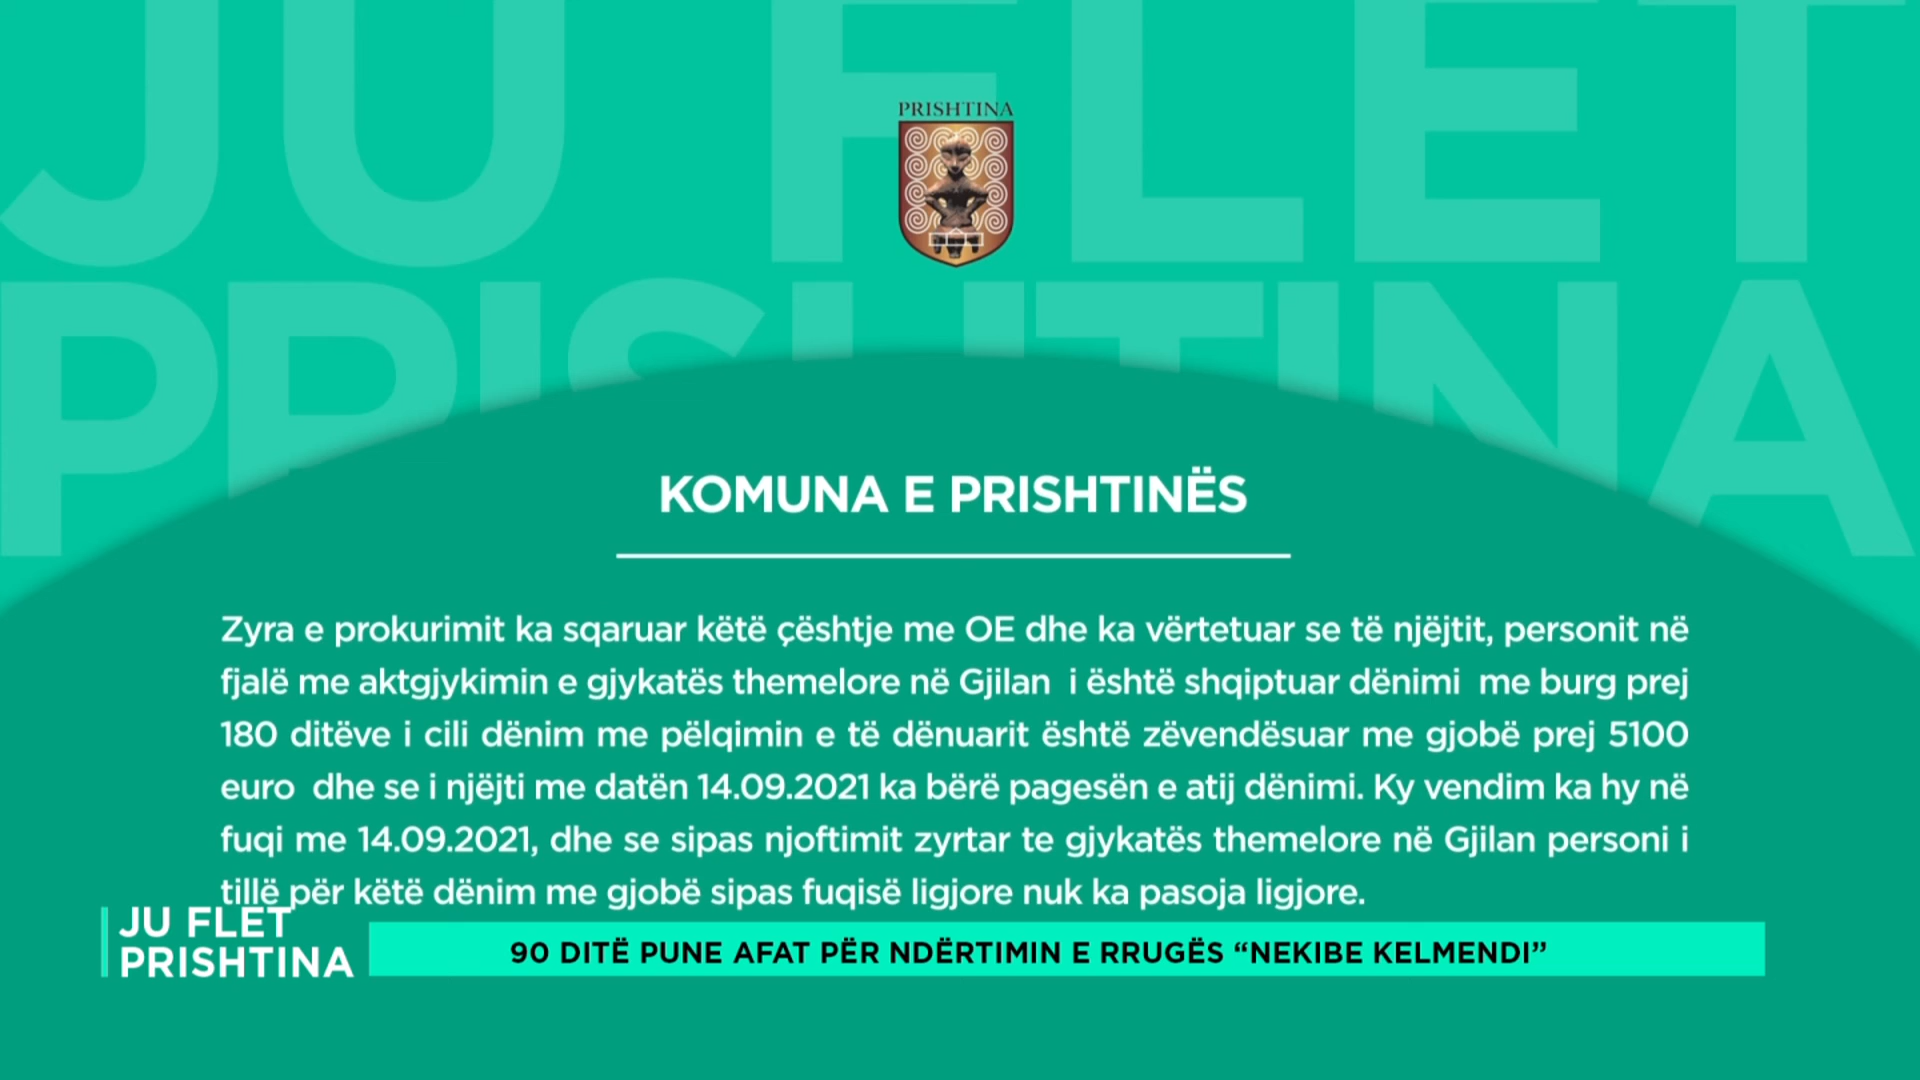 JU FLET
PRISHTINA
PRISHTINA
KOMUNA E PRISHTINËS
Zyra e prokurimit ka sqaruar këtë çështje me OE dhe ka vërtetuar se të njëjtit, personit në
fjalë me aktgjykimin e gjykatës themelore në Gjilan i është shqiptuar dënimi me burg prej
180 ditëve i cili dënim me pëlqimin e të dënuarit është zëvendësuar me gjobë prej 5100
euro dhe se i njëjti me datën 14.09.2021 ka bërë pagesën e atij dënimi. Ky vendim ka hy në
fuqi me 14.09.2021, dhe se sipas njoftimit zyrtar te gjykatës themelore në Gjilan personi i
tillë për këtë dënim me gjobë sipas fuqisë ligjore nuk ka pasoja ligjore.
JU FLET
PRISHTINA
90 DITË PUNE AFAT PËR NDËRTIMIN E RRUGËS “NEKIBE KELMENDI”